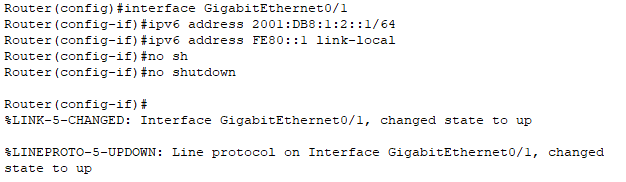 Router(config)#interface GigabitEthernet0/1
Router(config-if)#ipv6 address 2001:DB8:1:2::1/64
Router(config-if)#ipv6 address FE80::1 link-local
Router(config-if)#no sh
Router(config-if)#no shutdown
Router(config-if)#
%LINK-5-CHANGED: Interface GigabitEthernet0/1, changed state to up
%LINEPROTO-5-UPDOWN: Line protocol on Interface GigabitEthernet0/1, changed
state to up